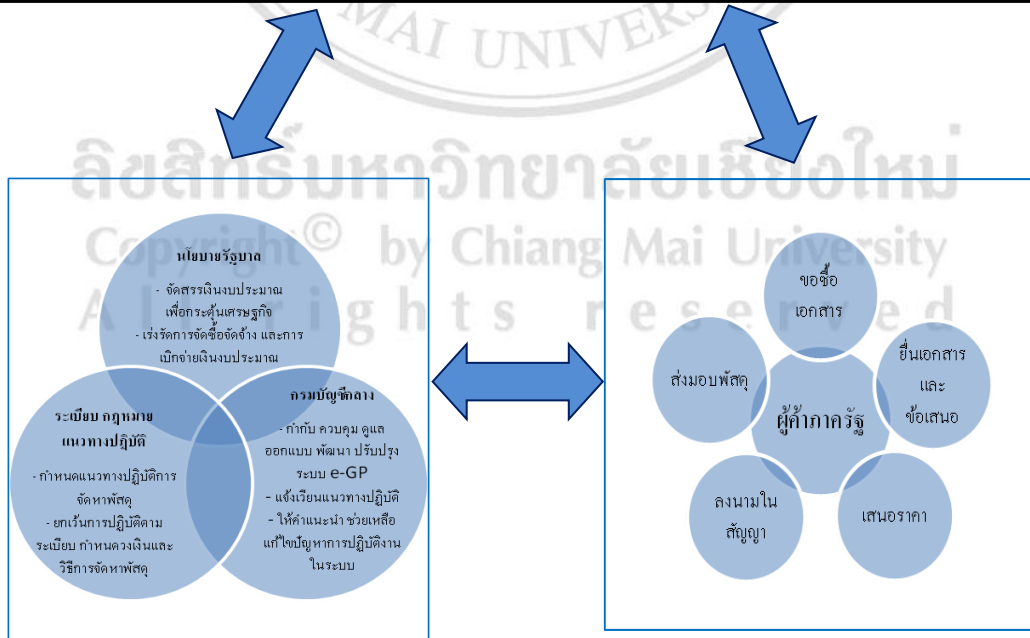 MAI UNIVERS
ลิขสิทธิ์มหาวิทยาลัยเชียงใหม่
Copyright© by Chiang Mai University
All rights reserved
นโยบายรัฐบาล
- จัดสรรเงินงบประมาณ
เพื่อกระตุ้นเศรษฐกิจ
- เร่งรัดการจัดซื้อจัดจ้าง และการ
เบิกจ่ายเงินงบประมาณ
ระเบียบ กฎหมาย
แนวทางปฏิบัติ
- กำหนดแนวทางปฏิบัติการ
จัดหาพัสดุ
- ยกเว้นการปฏิบัติตาม
ระเบียบ กำหนดวงเงินและ
วิธีการจัดหาพัสดุ
กรมบัญชีกลาง
- กำกับ ควบคุม ดูแล
ออกแบบ พัฒนา ปรับปรุง
ระบบ e-GP
- แจ้งเวียนแนวทางปฏิบัติ
- ให้คำแนะนำ ช่วยเหลือ
แก้ไขปัญหาการปฏิบัติงาน
ในระบบ
ผู้ค้าภาครัฐ
ขอซื้อ
เอกสาร
ยื่นเอกสาร
และ
ข้อเสนอ
เสนอราคา
ลงนามใน
สัญญา
ส่งมอบพัสดุ